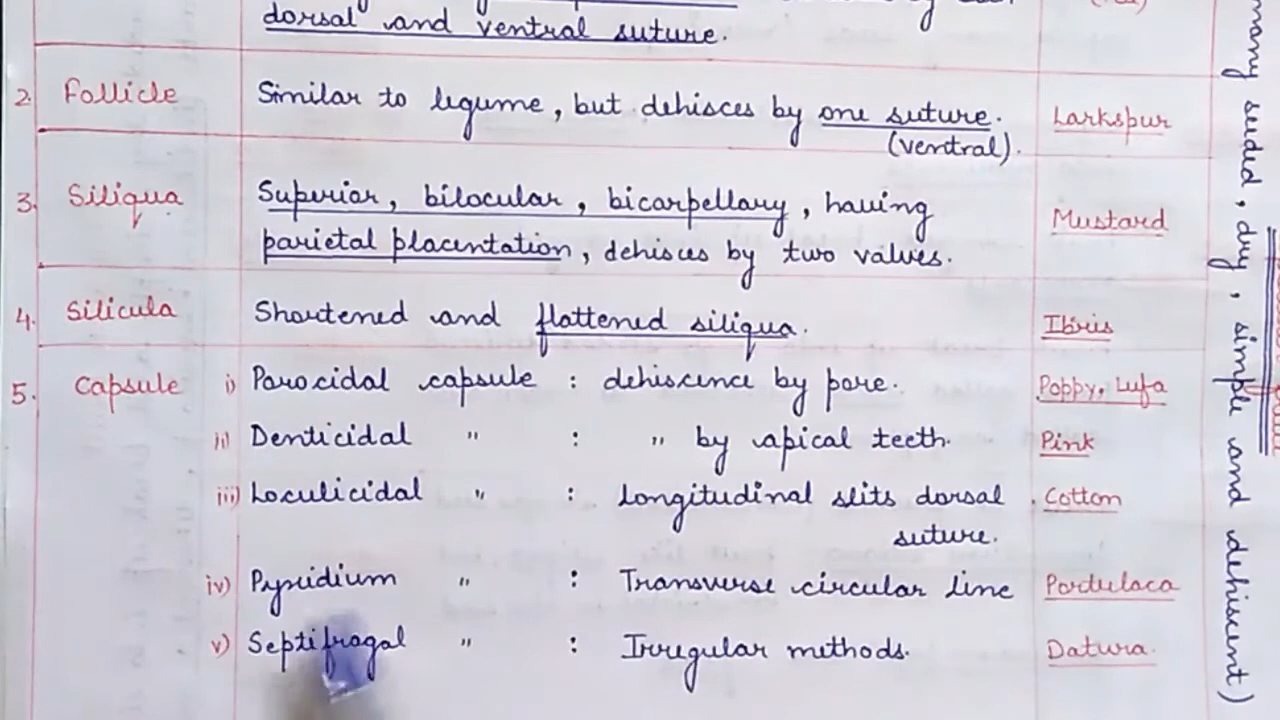 dorsal and ventral suture.
2. Follicle Similar to legume, but dehisces by one suture. Larkspur
(ventral).
3. Siliqua Superior, bilocular, bicarpellary, having Mustard
parietal placentation, dehisces by two valves.
4. Silicula Shortened and flattened siliqua. Ibris
5. Capsule i) Porocidal capsule : dehiscence by pore. Poppy, Lufa
ii) Denticidal " : " by apical teeth. Pink
iii) Loculicidal " : Longitudinal slits dorsal Cotton
suture.
iv) Pyxidium " : Transverse circular line Portulaca
v) Septifragal " : Irregular methods. Datura.
many seeded, dry, simple and dehiscent)